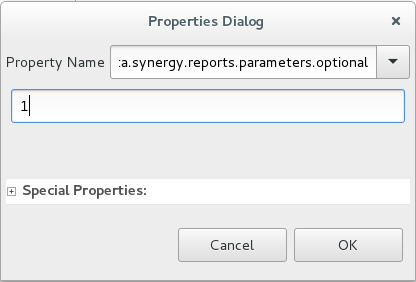 Properties Dialog
Property Name :a.synergy.reports.parameters.optional
1
Special Properties:
Cancel OK